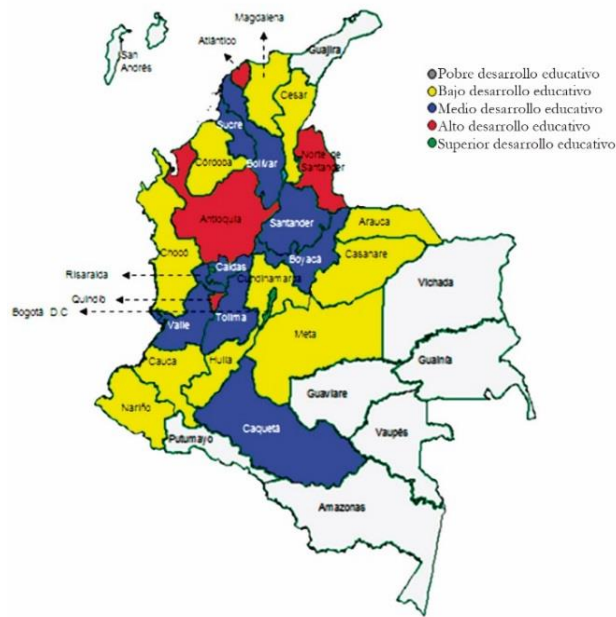 Magdalena
Atlántico
Guajira
San
Andrés
Pobre desarrollo educativo
Bajo desarrollo educativo
Medio desarrollo educativo
Alto desarrollo educativo
Superior desarrollo educativo
Cesar
Sucre
Norte de
Santander
Córdoba
Bolívar
Antioquia
Santander
Arauca
Chocó
Boyacá
Casanare
Risaralda
Caldas
Cundinamarca
Vichada
Quindío
Bogotá D.C
Valle
Tolima
Meta
Guainía
Cauca
Huila
Guaviare
Nariño
Caquetá
Vaupés
Putumayo
Amazonas